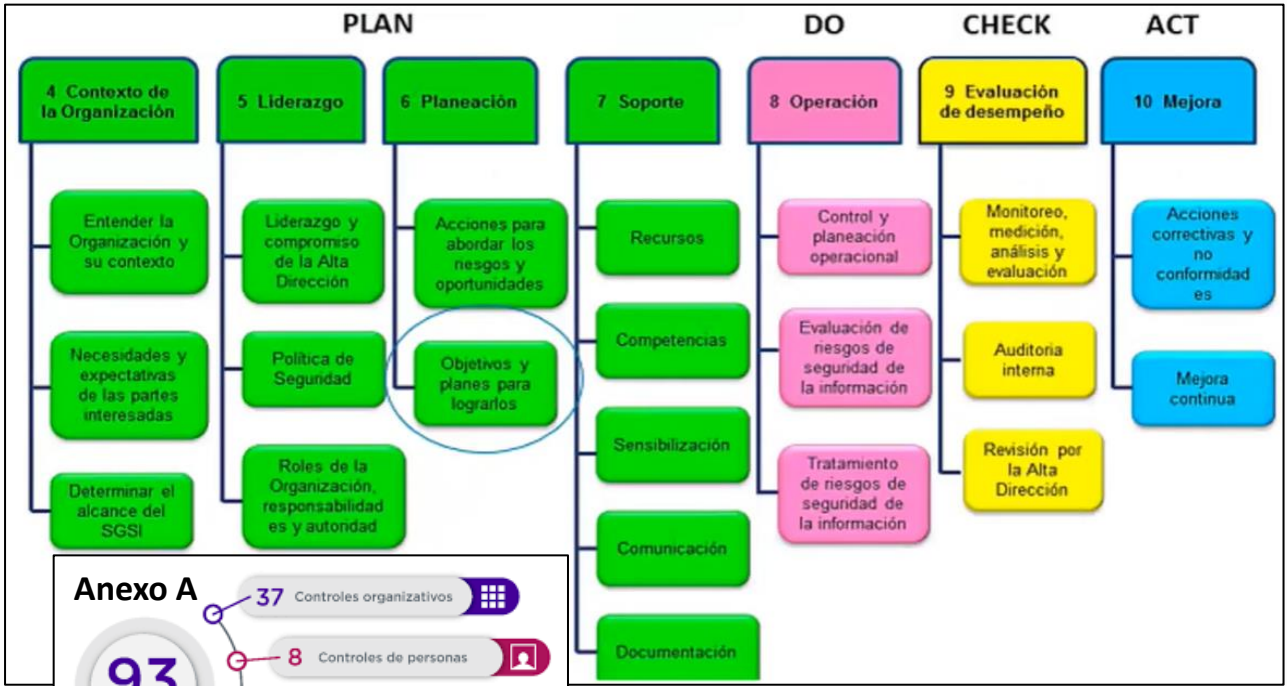 PLAN
DO
CHECK
ACT
4 Contexto de
la Organización
5 Liderazgo
6 Planeación
7 Soporte
8 Operación
9 Evaluación
de desempeño
10 Mejora
Entender la
Organización y
su contexto
Necesidades y
expectativas
de las partes
interesadas
Determinar el
alcance del
SGSI
Liderazgo y
compromiso
de la Alta
Dirección
Política de
Seguridad
Roles de la
Organización,
responsabilidad
es y autoridad
Acciones para
abordar los
riesgos y
oportunidades
Objetivos y
planes para
lograrlos
Recursos
Competencias
Sensibilización
Comunicación
Documentación
Control y
planeación
operacional
Evaluación de
riesgos de
seguridad de
la información
Tratamiento
de riesgos de
seguridad de
la información
Monitoreo,
medición,
análisis y
evaluación
Auditoria
interna
Revisión por
la Alta
Dirección
Acciones
correctivas y
no
conformidad
es
Mejora
continua
Anexo A
93
37 Controles organizativos
8 Controles de personas